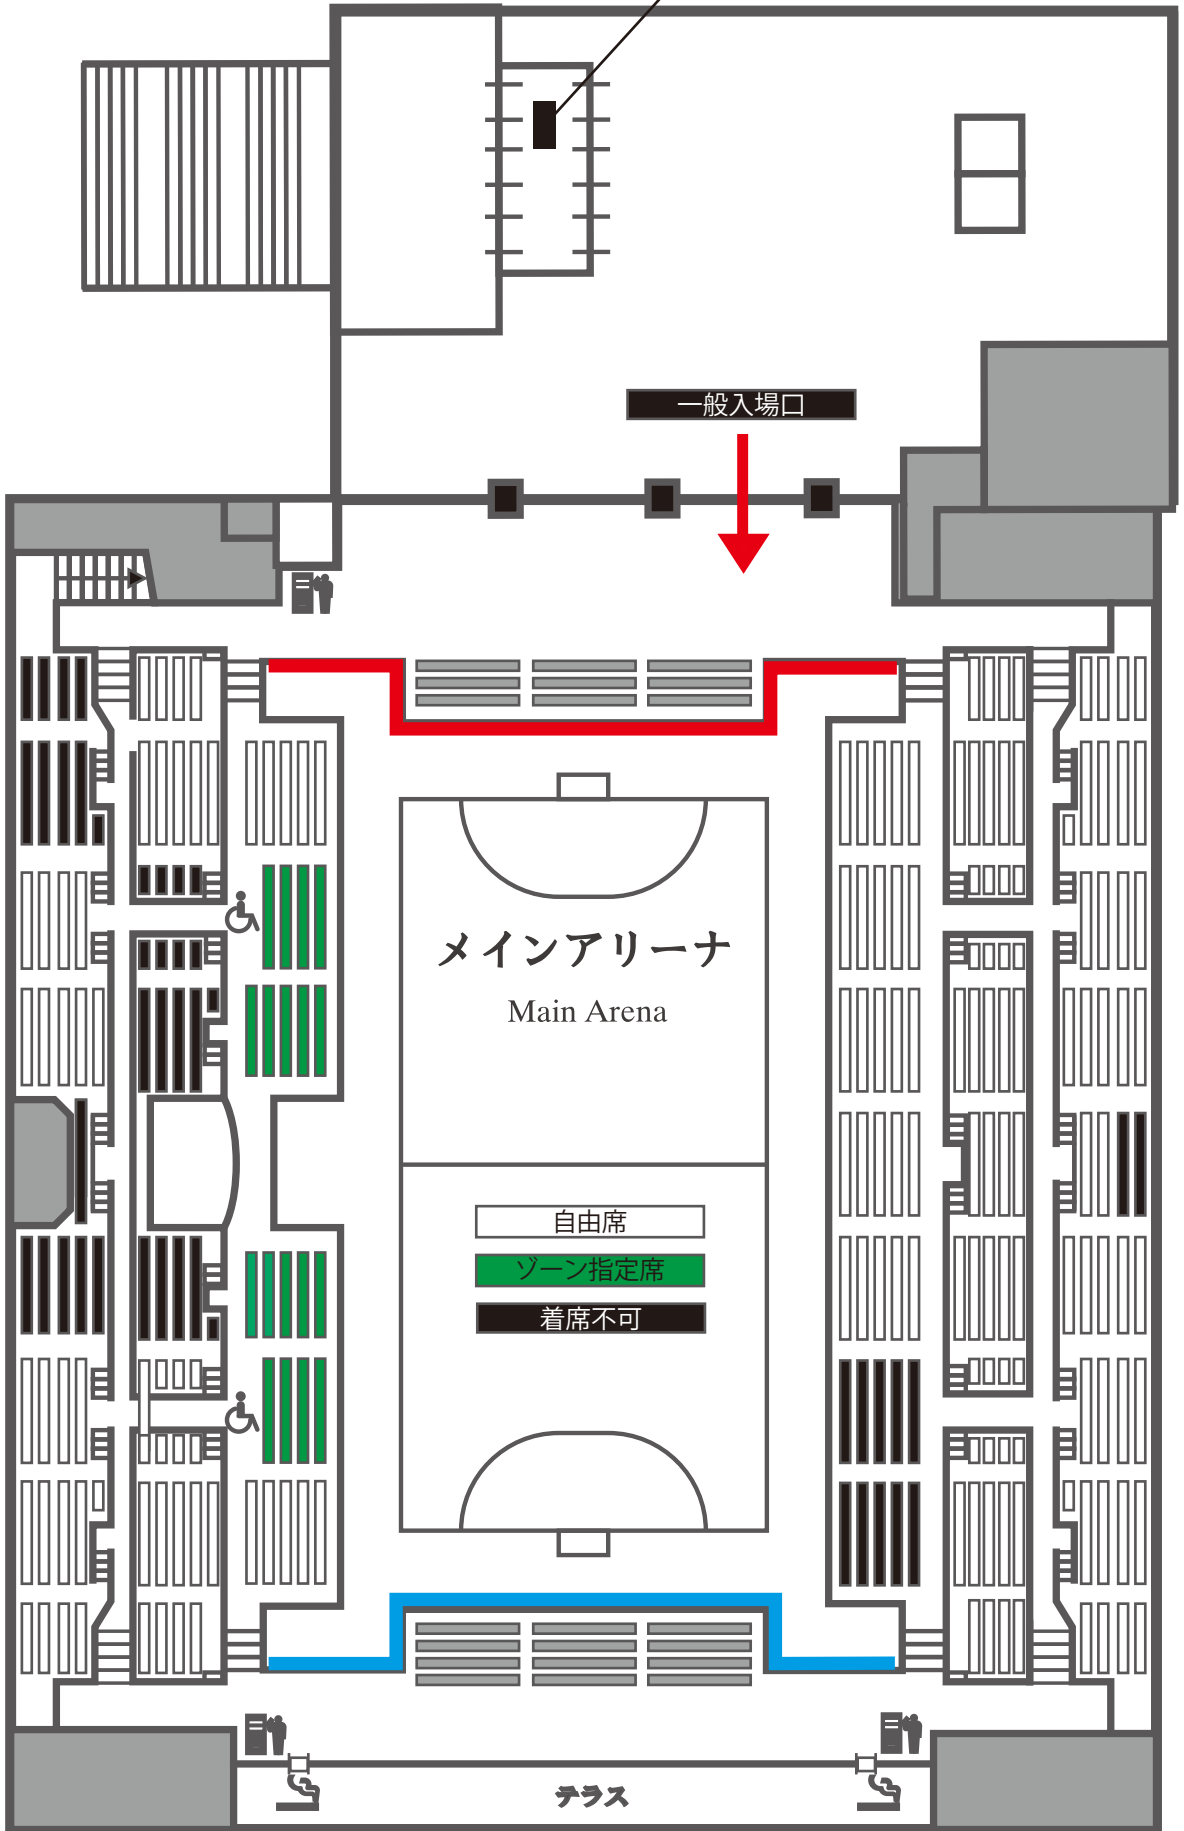 一般入場口
メインアリーナ
Main Arena
自由席
ゾーン指定席
着席不可
テラス